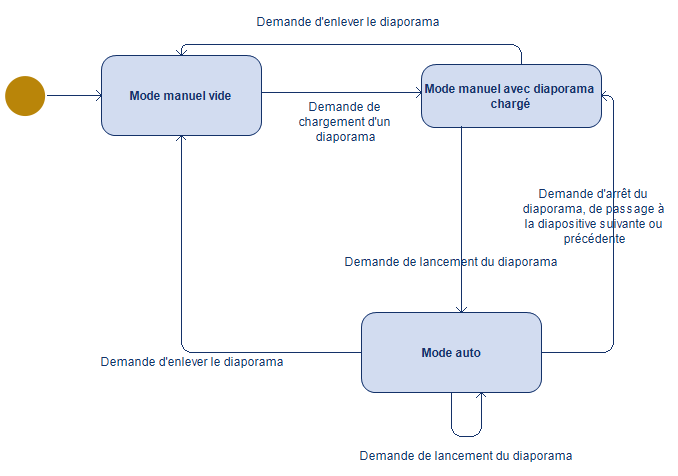 Demande d'enlever le diaporama
Mode manuel vide
Mode manuel avec diaporama
chargé
Demande de
chargement d'un
diaporama
Demande d'arrêt du
diaporama, de passage à
la diapositive suivante ou
précédente
Demande de lancement du diaporama
Mode auto
Demande d'enlever le diaporama
Demande de lancement du diaporama